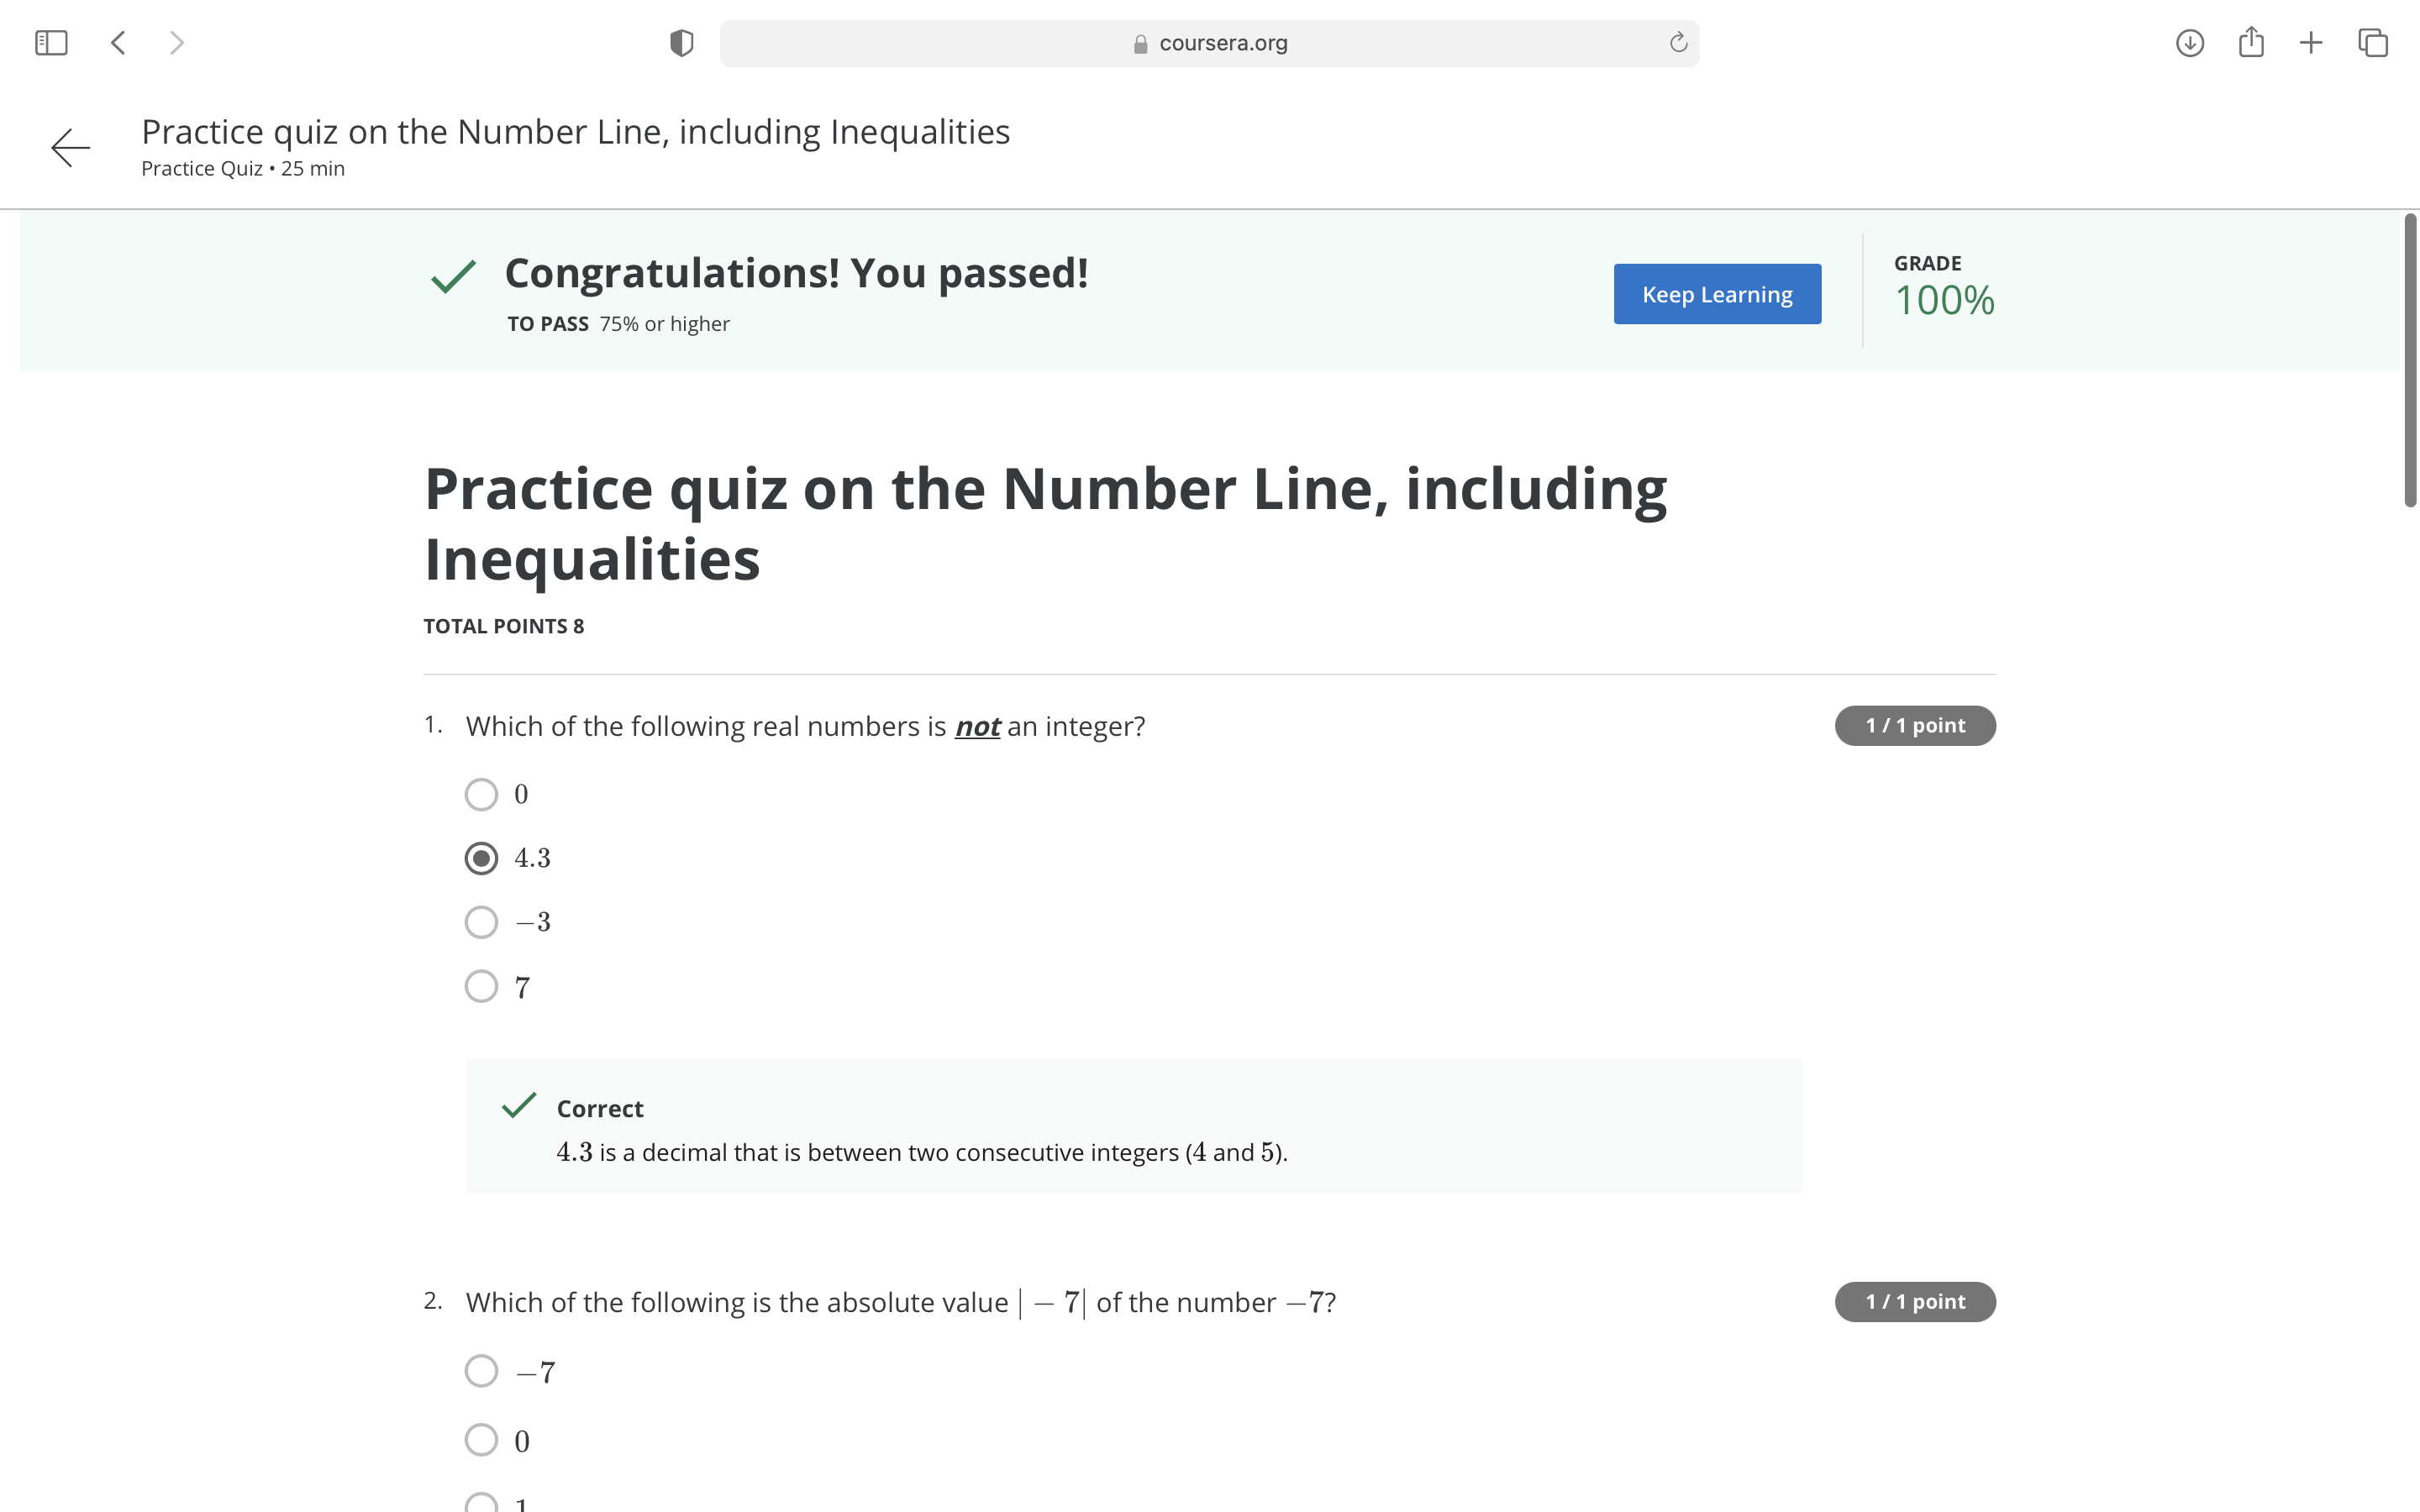 coursera.org
Practice quiz on the Number Line, including Inequalities
Practice Quiz • 25 min
Congratulations! You passed!
TO PASS 75% or higher
Keep Learning
GRADE
100%
Practice quiz on the Number Line, including
Inequalities
TOTAL POINTS 8
1. Which of the following real numbers is not an integer?
1 / 1 point
0
4.3
−3
7
Correct
4.3 is a decimal that is between two consecutive integers (4 and 5).
2. Which of the following is the absolute value | − 7| of the number −7?
1 / 1 point
−7
0
1